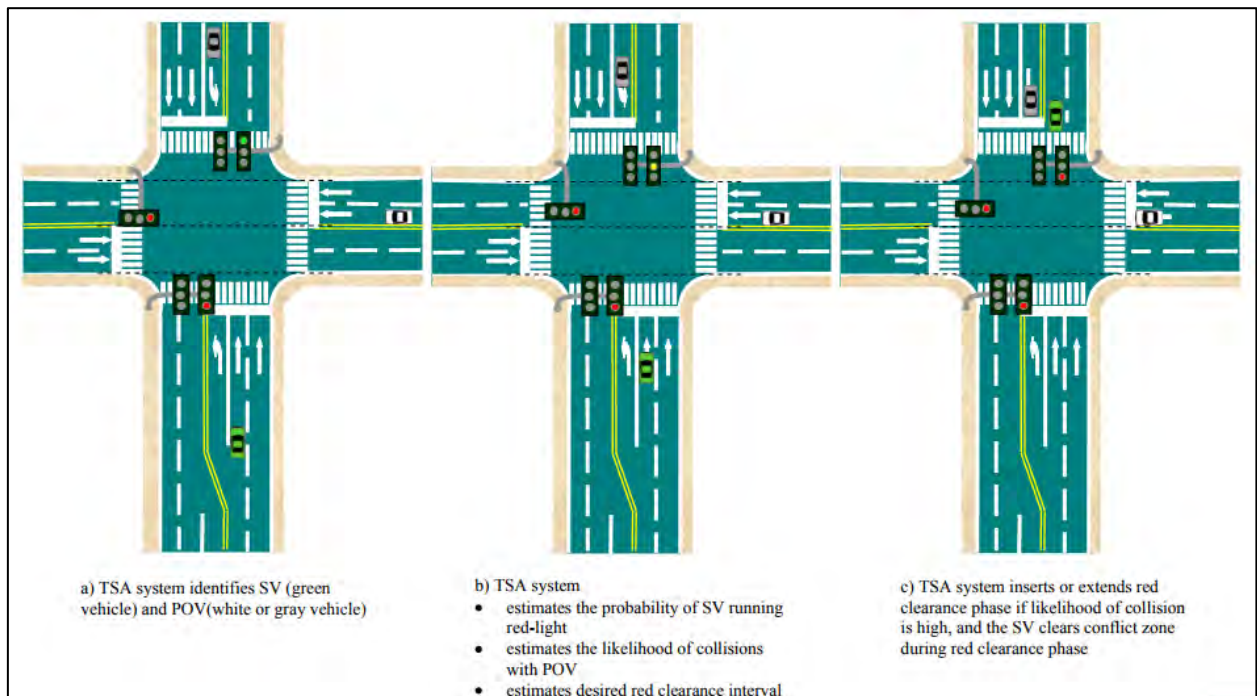 a) TSA system identifies SV (green
vehicle) and POV(white or gray vehicle)
b) TSA system
• estimates the probability of SV running
red-light
• estimates the likelihood of collisions
with POV
• estimates desired red clearance interval
c) TSA system inserts or extends red
clearance phase if likelihood of collision
is high, and the SV clears conflict zone
during red clearance phase